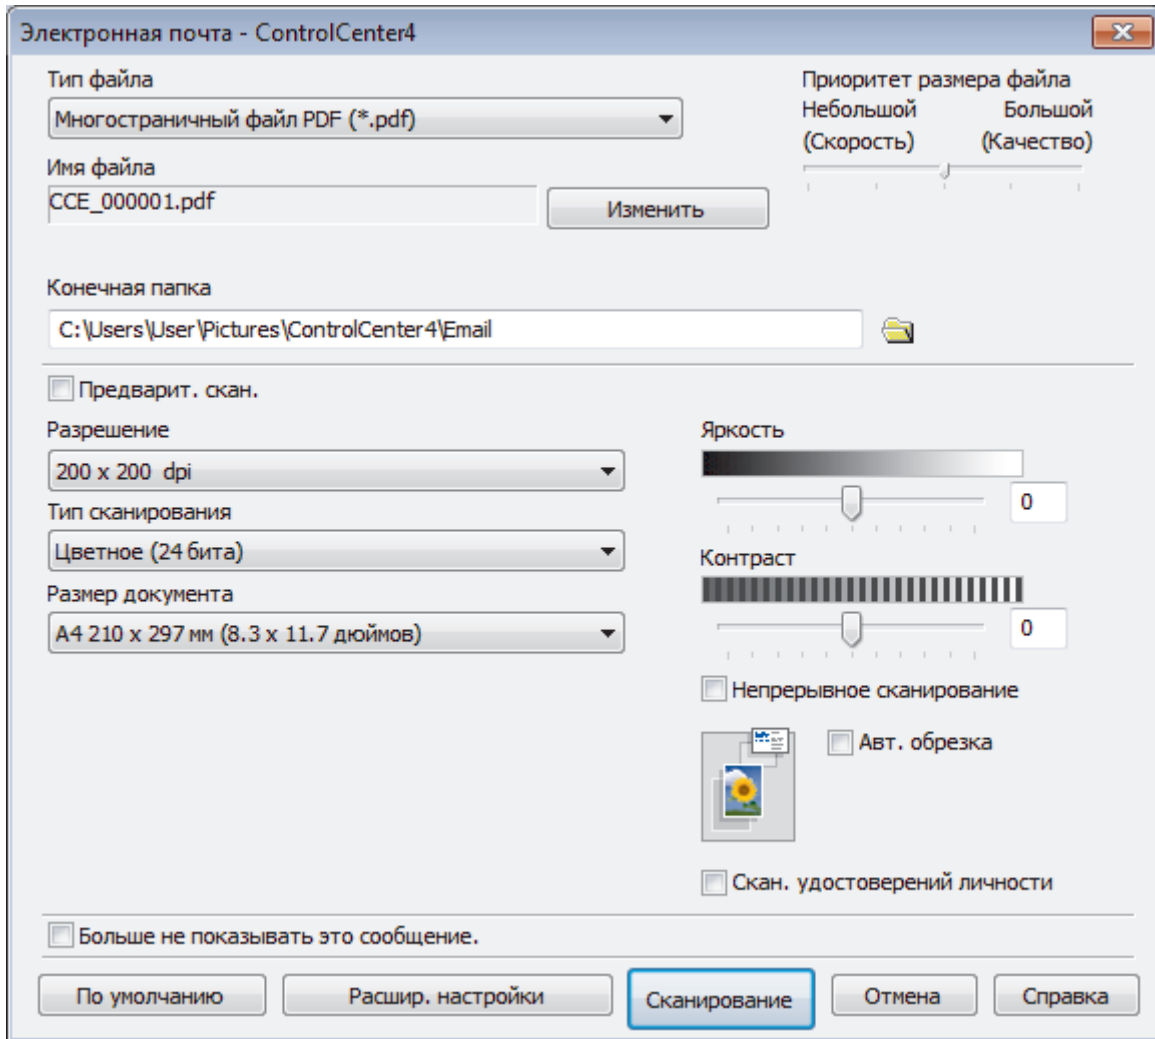 Электронная почта - ControlCenter4
Тип файла
Многостраничный файл PDF (*.pdf)
Приоритет размера файла
Небольшой Большой
(Скорость) (Качество)
Имя файла
CCE_000001.pdf
Изменить
Конечная папка
C:\Users\User\Pictures\ControlCenter4\Email
Предварит. скан.
Разрешение
200 x 200 dpi
Тип сканирования
Цветное (24 бита)
Размер документа
A4 210 x 297 мм (8.3 x 11.7 дюймов)
Яркость
0
Контраст
0
Непрерывное сканирование
Авт. обрезка
Скан. удостоверений личности
Больше не показывать это сообщение.
По умолчанию Расшир. настройки Сканирование Отмена Справка